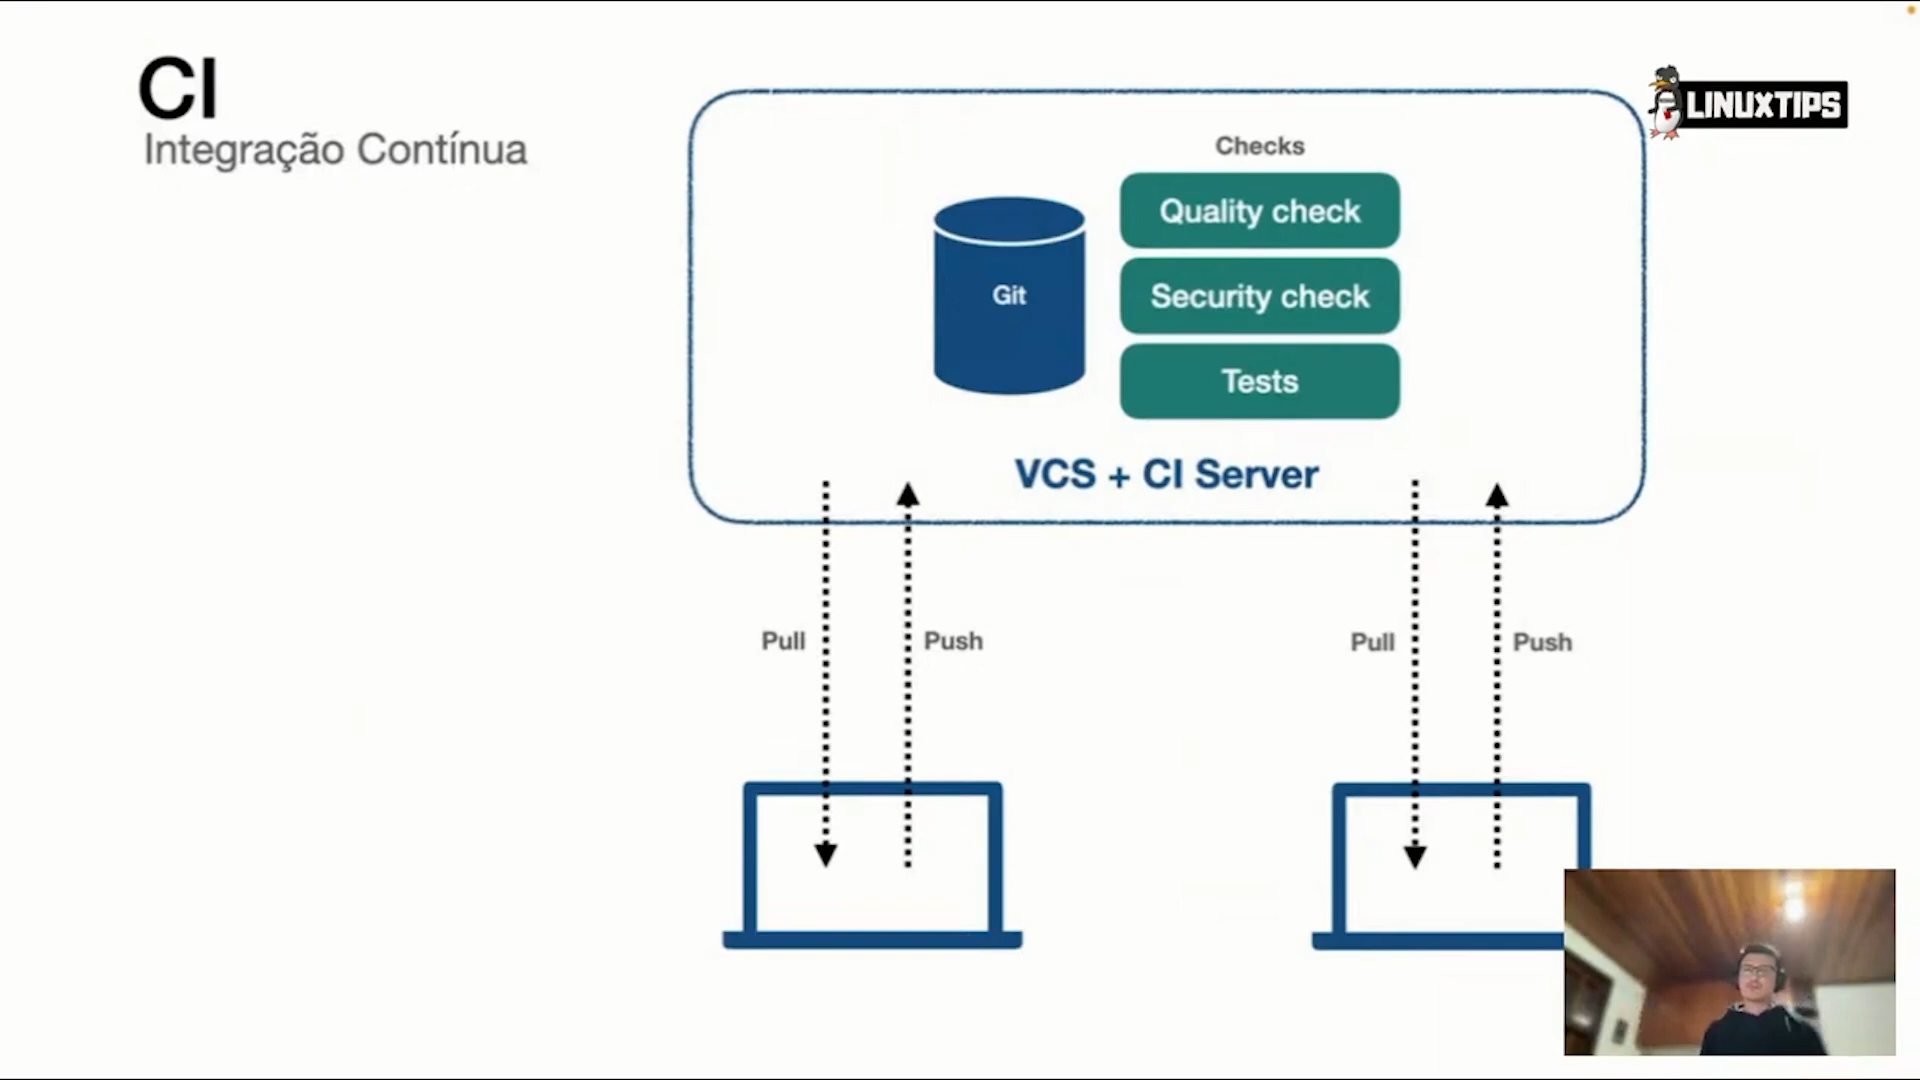 CI
Integração Contínua
LINUXTIPS
Checks
Quality check
Git
Security check
Tests
VCS + CI Server
Pull
Push
Pull
Push